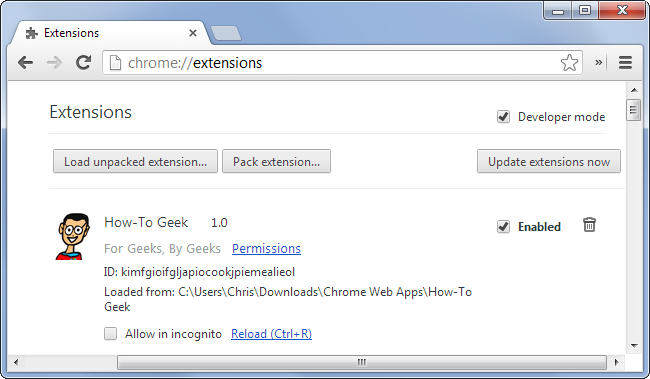 Extensions
chrome://extensions
»
Extensions
Developer mode
Load unpacked extension...
Pack extension...
Update extensions now
How-To Geek 1.0
Enabled
For Geeks, By Geeks Permissions
ID: kimfgioifgljapiocookjpiemealieol
Loaded from: C:\Users\Chris\Downloads\Chrome Web Apps\How-To
Geek
Allow in incognito Reload (Ctrl+R)